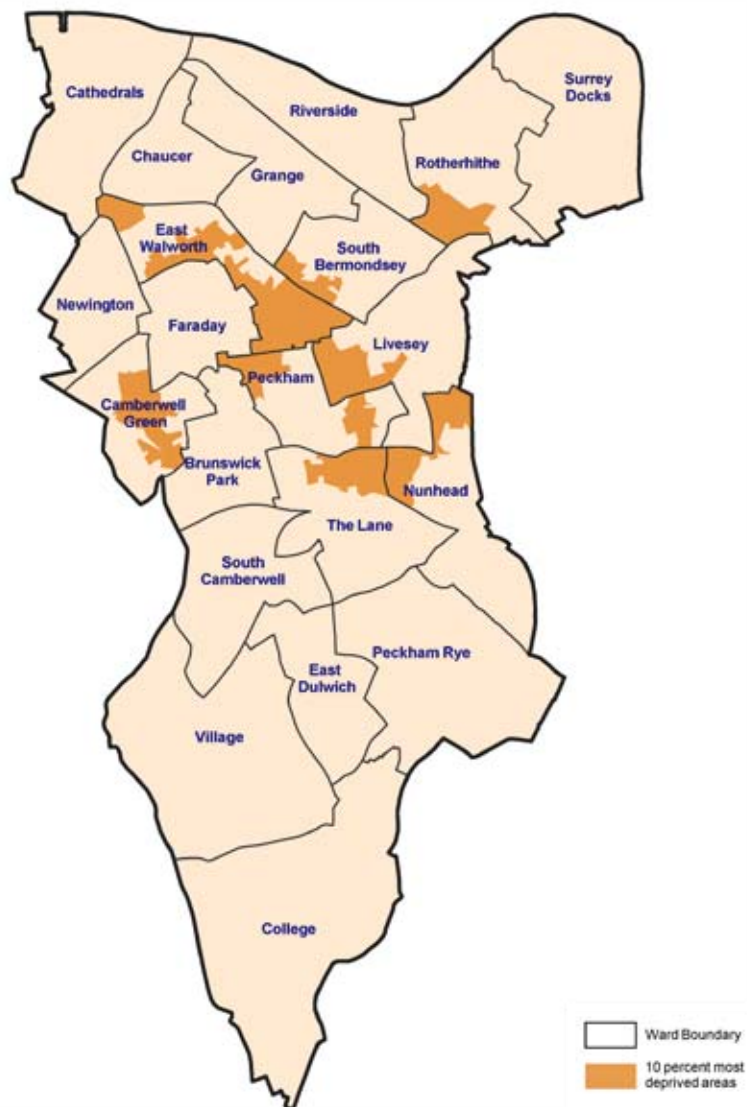 Cathedrals
Surrey
Docks
Riverside
Chaucer
Rotherhithe
Grange
East
Walworth
South
Bermondsey
Newington
Faraday
Livesey
Peckham
Camberwell
Green
Brunswick
Park
Nunhead
The Lane
South
Camberwell
Peckham Rye
East
Dulwich
Village
College
Ward Boundary
10 percent most
deprived areas